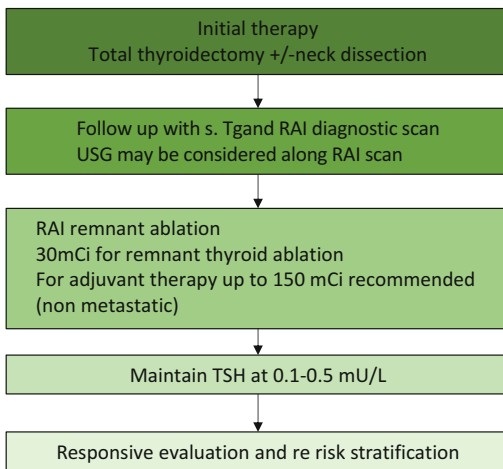 Initial therapy
Total thyroidectomy +/-neck dissection
Follow up with s. Tgand RAI diagnostic scan
USG may be considered along RAI scan
RAI remnant ablation
30mCi for remnant thyroid ablation
For adjuvant therapy up to 150 mCi recommended
(non metastatic)
Maintain TSH at 0.1-0.5 mU/L
Responsive evaluation and re risk stratification